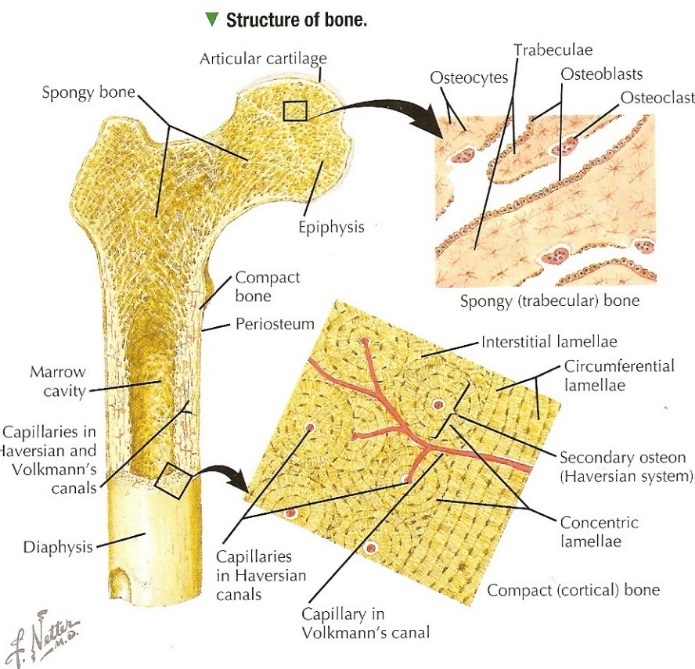 Structure of bone.
Articular cartilage
Spongy bone
Epiphysis
Compact
bone
Periosteum
Marrow
cavity
Capillaries in
Haversian and
Volkmann's
canals
Diaphysis
Trabeculae
Osteocytes
Osteoblasts
Osteoclast
Spongy (trabecular) bone
Interstitial lamellae
Circumferential
lamellae
Secondary osteon
(Haversian system)
Concentric
lamellae
Compact (cortical) bone
Capillaries
in Haversian
canals
Capillary in
Volkmann's canal
F. Netter
M.D.